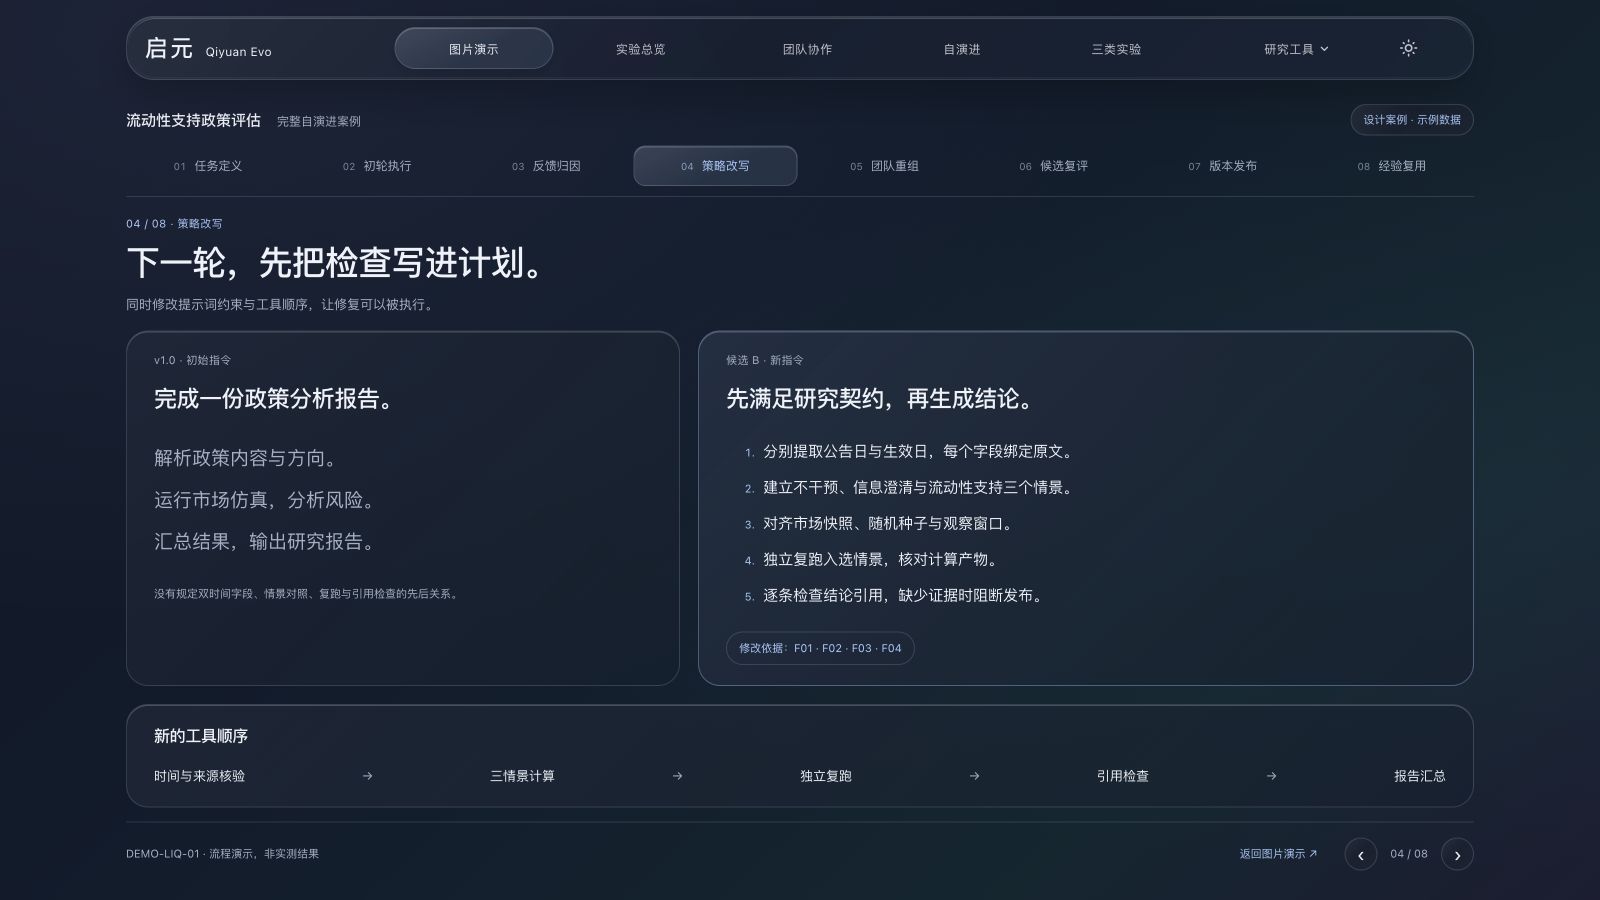 启元 Qiyuan Evo 图片演示 实验总览 团队协作 自演进 三类实验 研究工具
流动性支持政策评估 完整自演进案例 设计案例 · 示例数据
01 任务定义 02 初轮执行 03 反馈归因 04 策略改写 05 团队重组 06 候选复评 07 版本发布 08 经验复用
04 / 08 · 策略改写
下一轮，先把检查写进计划。
同时修改提示词约束与工具顺序，让修复可以被执行。
v1.0 · 初始指令
完成一份政策分析报告。
解析政策内容与方向。
运行市场仿真，分析风险。
汇总结果，输出研究报告。
没有规定双时间字段、情景对照、复跑与引用检查的先后关系。
候选 B · 新指令
先满足研究契约，再生成结论。
1. 分别提取公告日与生效日，每个字段绑定原文。
2. 建立不干预、信息澄清与流动性支持三个情景。
3. 对齐市场快照、随机种子与观察窗口。
4. 独立复跑入选情景，核对计算产物。
5. 逐条检查结论引用，缺少证据时阻断发布。
修改依据：F01 · F02 · F03 · F04
新的工具顺序
时间与来源核验 → 三情景计算 → 独立复跑 → 引用检查 → 报告汇总
DEMO-LIQ-01 · 流程演示，非实测结果 返回图片演示 ↗ ‹ 04 / 08 ›